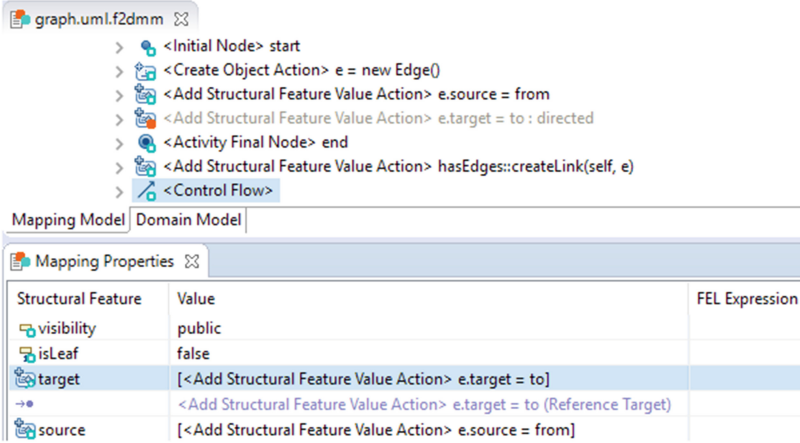 graph.uml.f2dmm
<Initial Node> start
<Create Object Action> e = new Edge()
<Add Structural Feature Value Action> e.source = from
<Add Structural Feature Value Action> e.target = to : directed
<Activity Final Node> end
<Add Structural Feature Value Action> hasEdges::createLink(self, e)
<Control Flow>
Mapping Model Domain Model
Mapping Properties
Structural Feature Value FEL Expression
visibility public
isLeaf false
target [<Add Structural Feature Value Action> e.target = to]
<Add Structural Feature Value Action> e.target = to (Reference Target)
source [<Add Structural Feature Value Action> e.source = from]